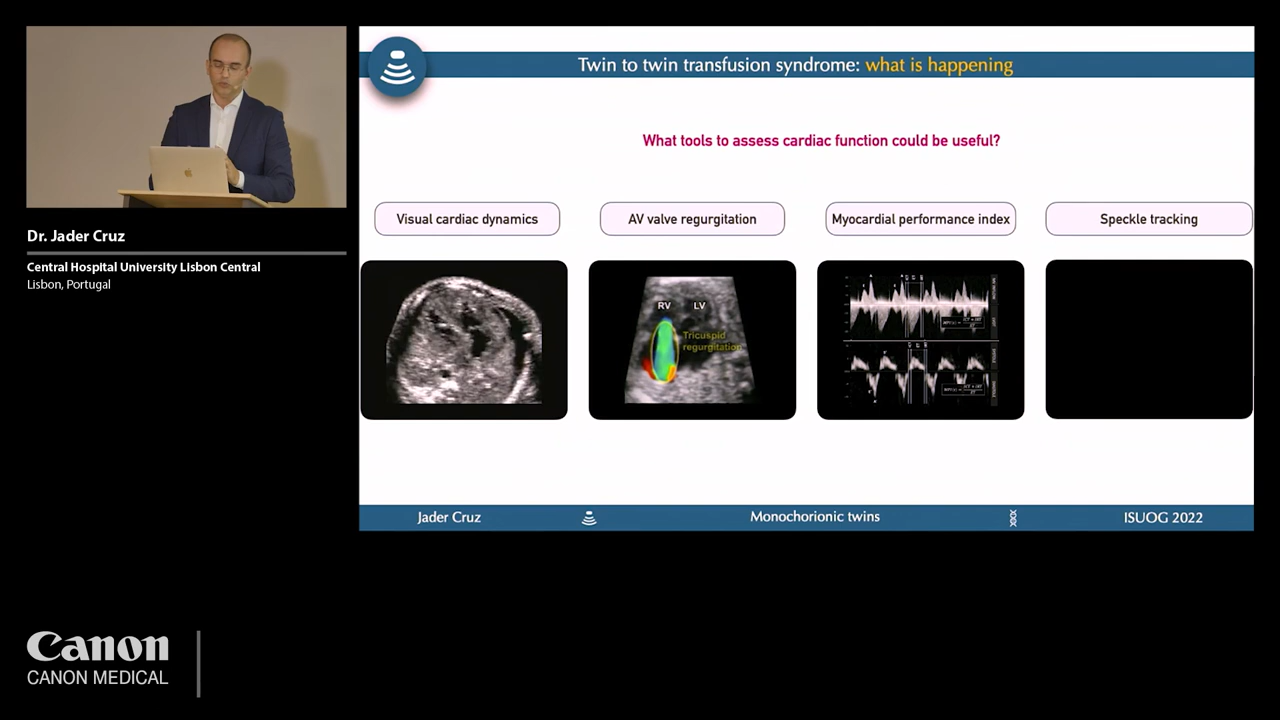 Twin to twin transfusion syndrome: what is happening
What tools to assess cardiac function could be useful?
Visual cardiac dynamics
AV valve regurgitation
Myocardial performance index
Speckle tracking
RV LV
Tricuspid
regurgitation
Dr. Jader Cruz
Central Hospital University Lisbon Central
Lisbon, Portugal
Jader Cruz
Monochorionic twins
ISUOG 2022
Canon
CANON MEDICAL